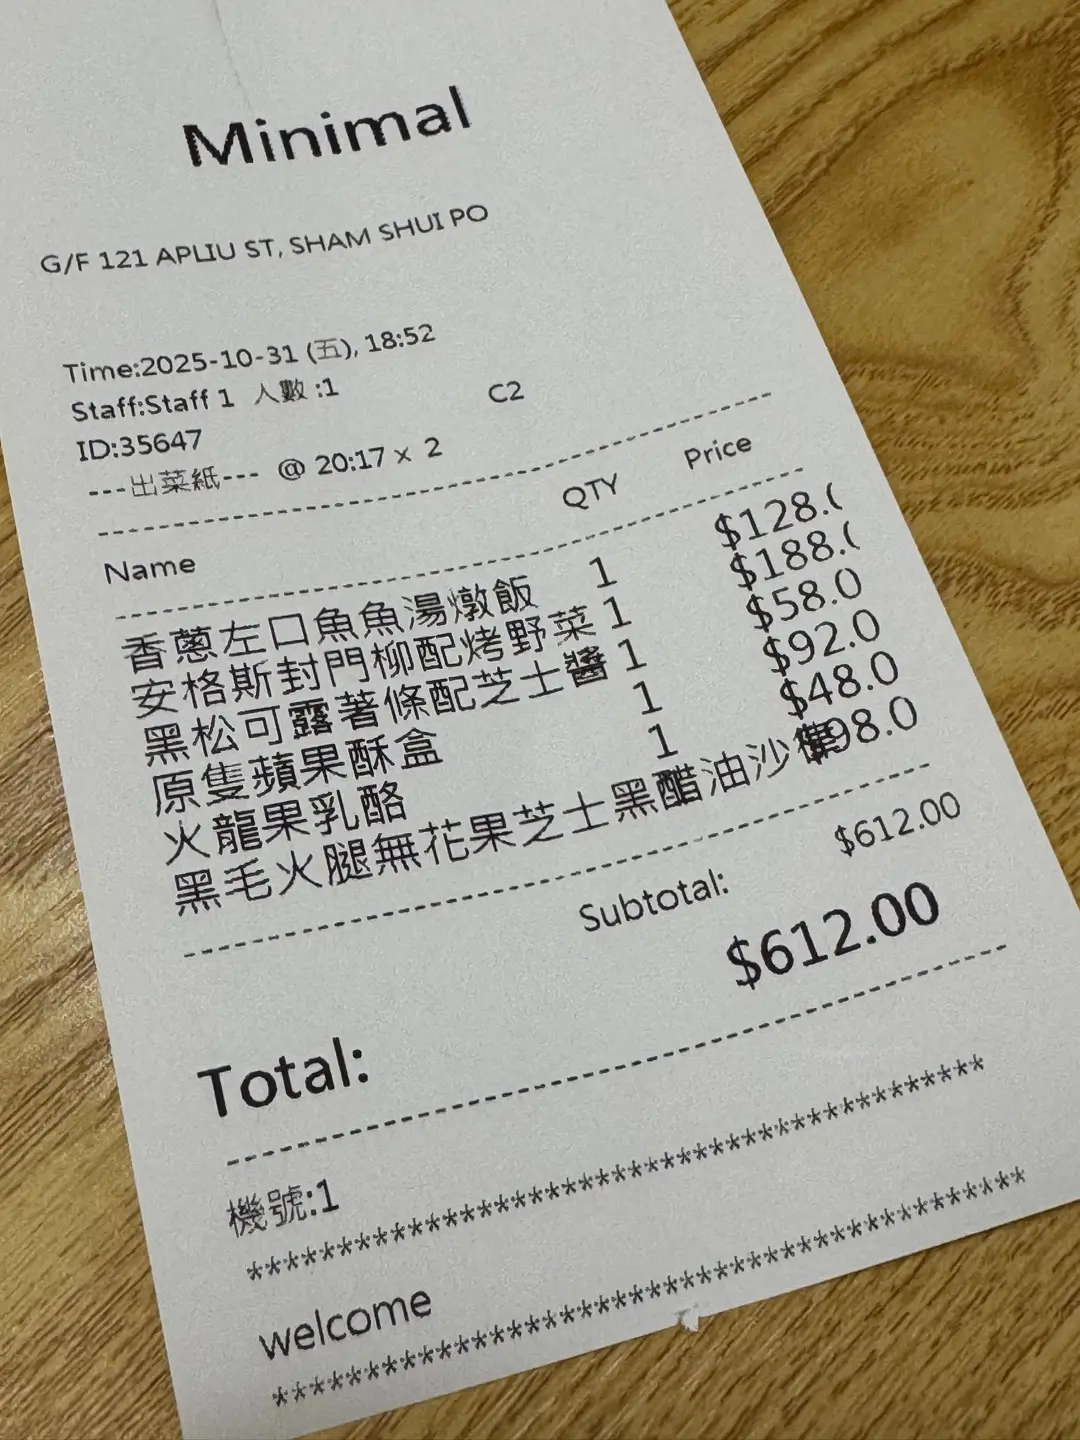 Minimal
G/F 121 APLIU ST, SHAM SHUI PO
Time:2025-10-31 (五), 18:52
Staff:Staff 1 人數 :1 C2
ID:35647
---出菜紙--- @ 20:17 x 2
Name QTY Price
香蔥左口魚魚湯燉飯 1 $128.(
安格斯封門柳配烤野菜 1 $188.(
黑松可露著條配芝士醬 1 $58.0
原隻蘋果酥盒 1 $92.0
火龍果乳酪 1 $48.0
黑毛火腿無花果芝士黑醋油沙律 $98.0
Subtotal: $612.00
Total: $612.00
機號:1
******************************************
welcome
******************************************